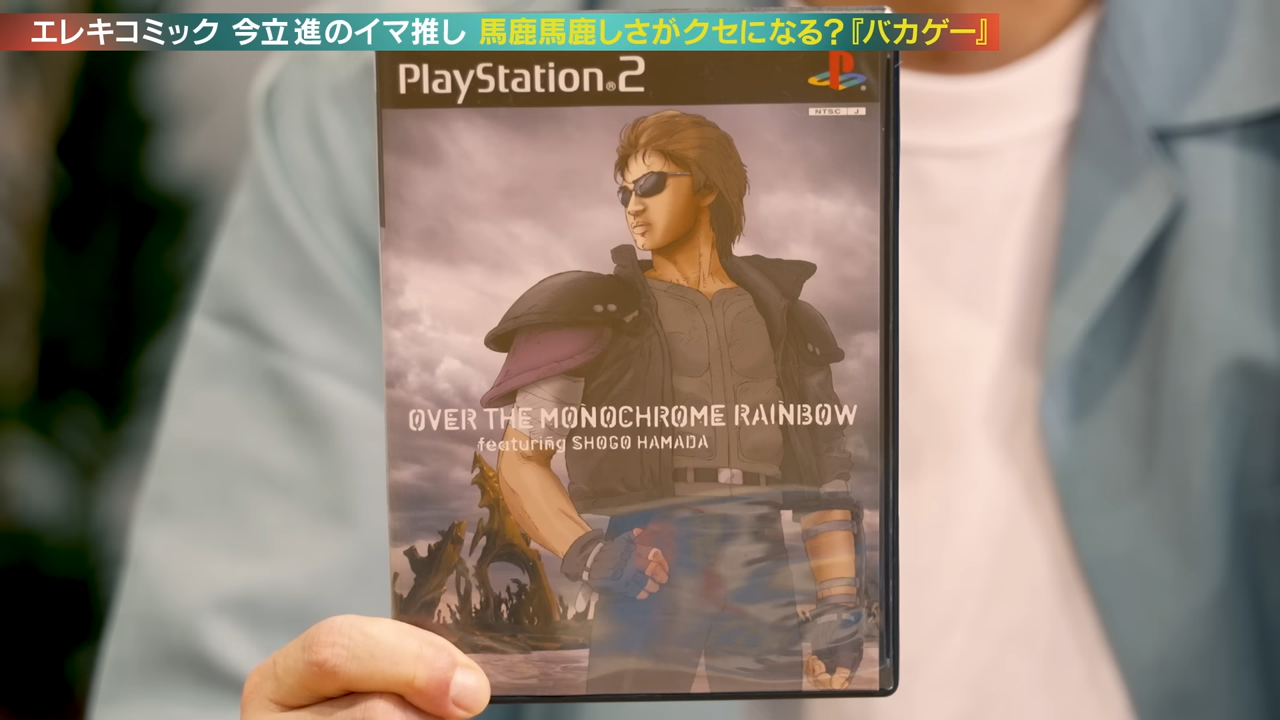 エレキコミック 今立進のイマ推し 馬鹿馬鹿しさがクセになる?『バカゲー』
PlayStation®2
NTSC J
OVER THE MONOCHROME RAINBOW
featuring SHOGO HAMADA